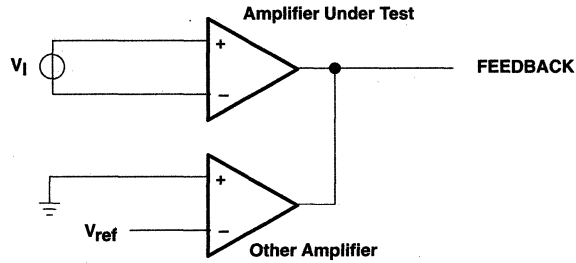 Amplifier Under Test
+
V_I
−
FEEDBACK
+
V_ref
−
Other Amplifier